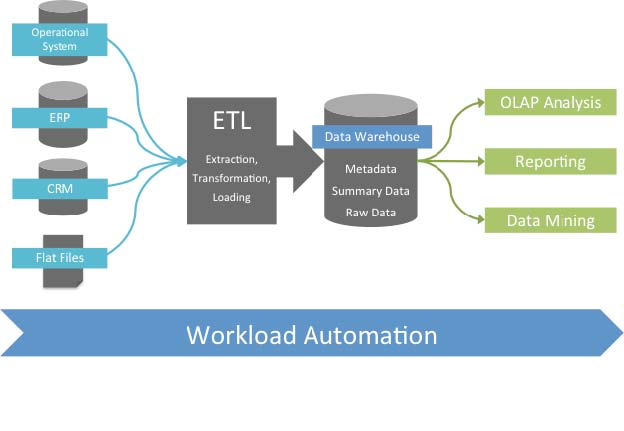 Operational
System
ERP
CRM
Flat Files
ETL
Extraction,
Transformation,
Loading
Data Warehouse
Metadata
Summary Data
Raw Data
OLAP Analysis
Reporting
Data Mining
Workload Automation